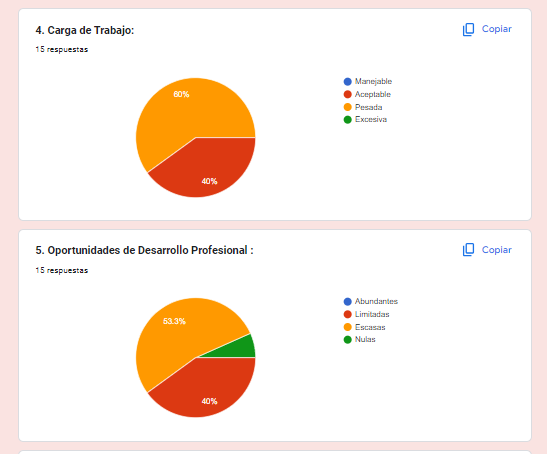 4. Carga de Trabajo:
Copiar
15 respuestas
Manejable
Aceptable
Pesada
Excesiva
60%
40%
5. Oportunidades de Desarrollo Profesional :
Copiar
15 respuestas
Abundantes
Limitadas
Escasas
Nulas
53.3%
40%